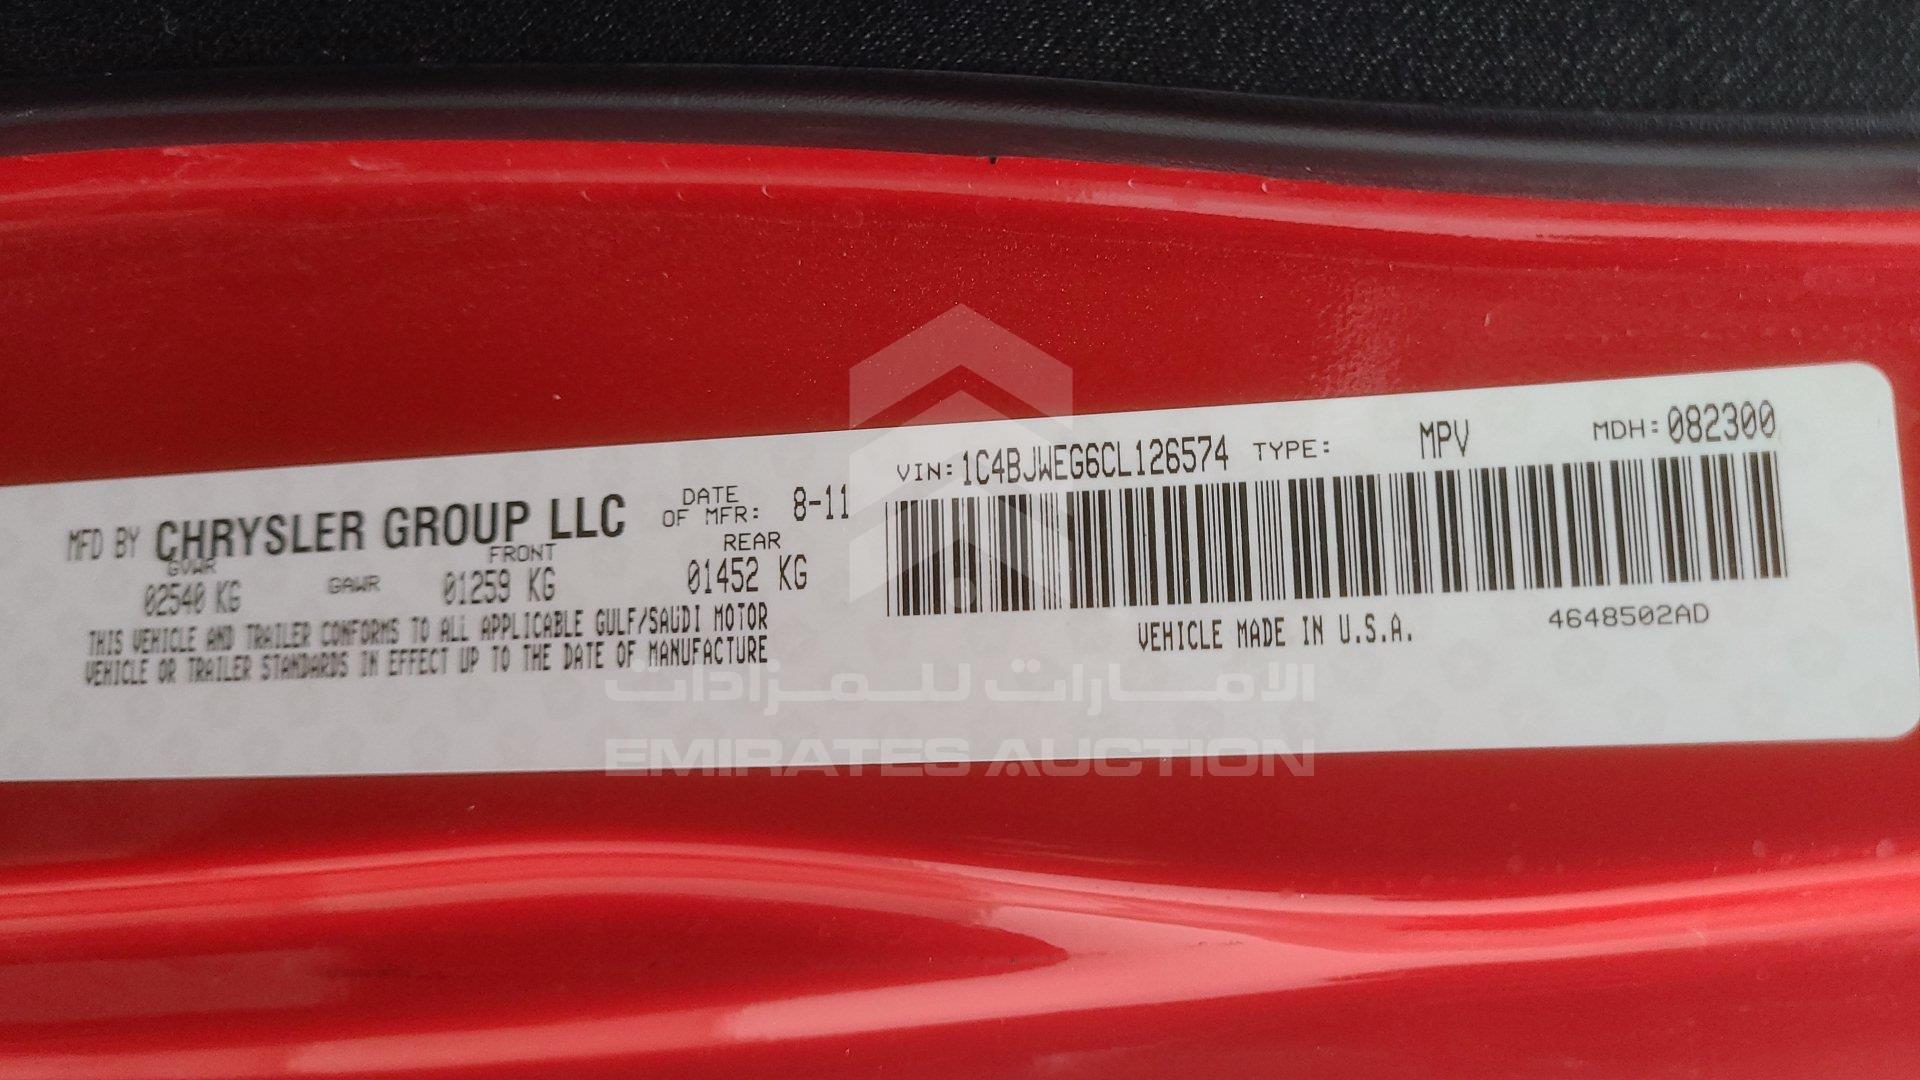 MFD BY CHRYSLER GROUP LLC
DATE OF MFR: 8-11
GVWR
02540 KG
GAWR
FRONT
01259 KG
REAR
01452 KG
THIS VEHICLE AND TRAILER CONFORMS TO ALL APPLICABLE GULF/SAUDI MOTOR
VEHICLE OR TRAILER STANDARDS IN EFFECT UP TO THE DATE OF MANUFACTURE
VIN: 1C4BJWEG6CL126574 TYPE: MPV MDH: 082300
VEHICLE MADE IN U.S.A.
4648502AD
الامـــارات للـمـزادات
EMIRATES AUCTION